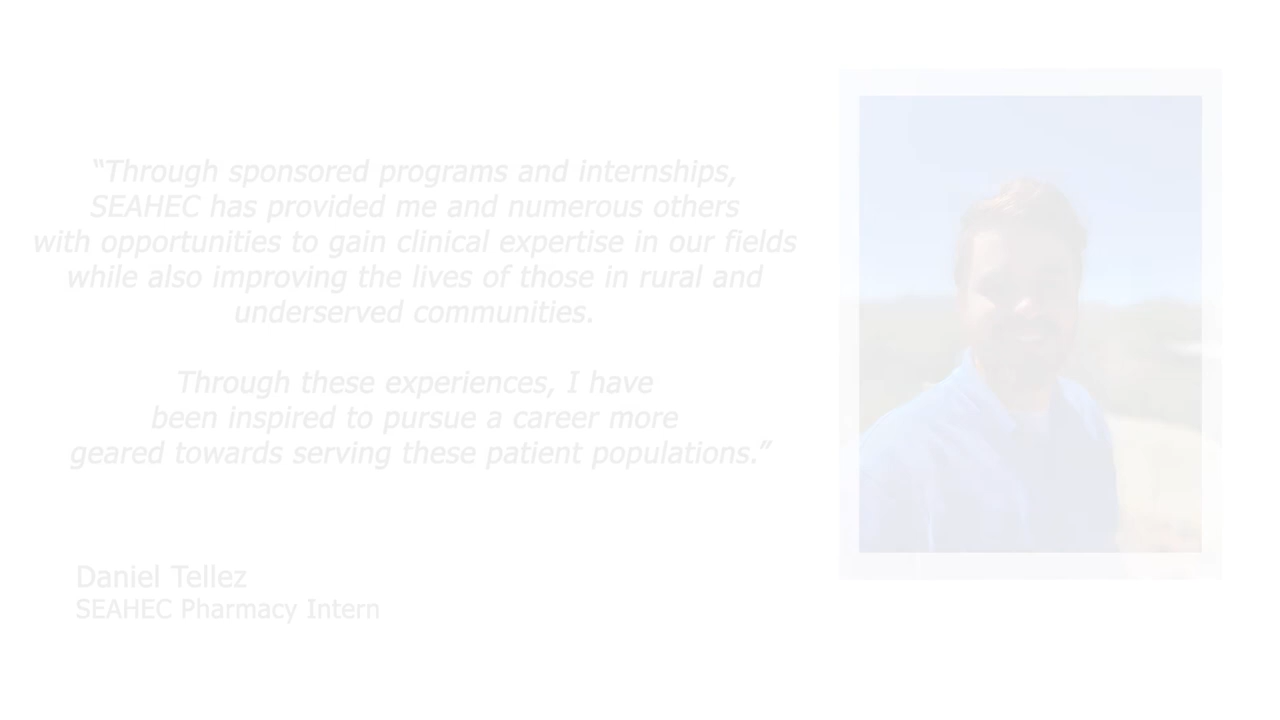 “Through sponsored programs and internships,
SEAHEC has provided me and numerous others
with opportunities to gain clinical expertise in our fields
while also improving the lives of those in rural and
underserved communities.
Through these experiences, I have
been inspired to pursue a career more
geared towards serving these patient populations.”
Daniel Tellez
SEAHEC Pharmacy Intern